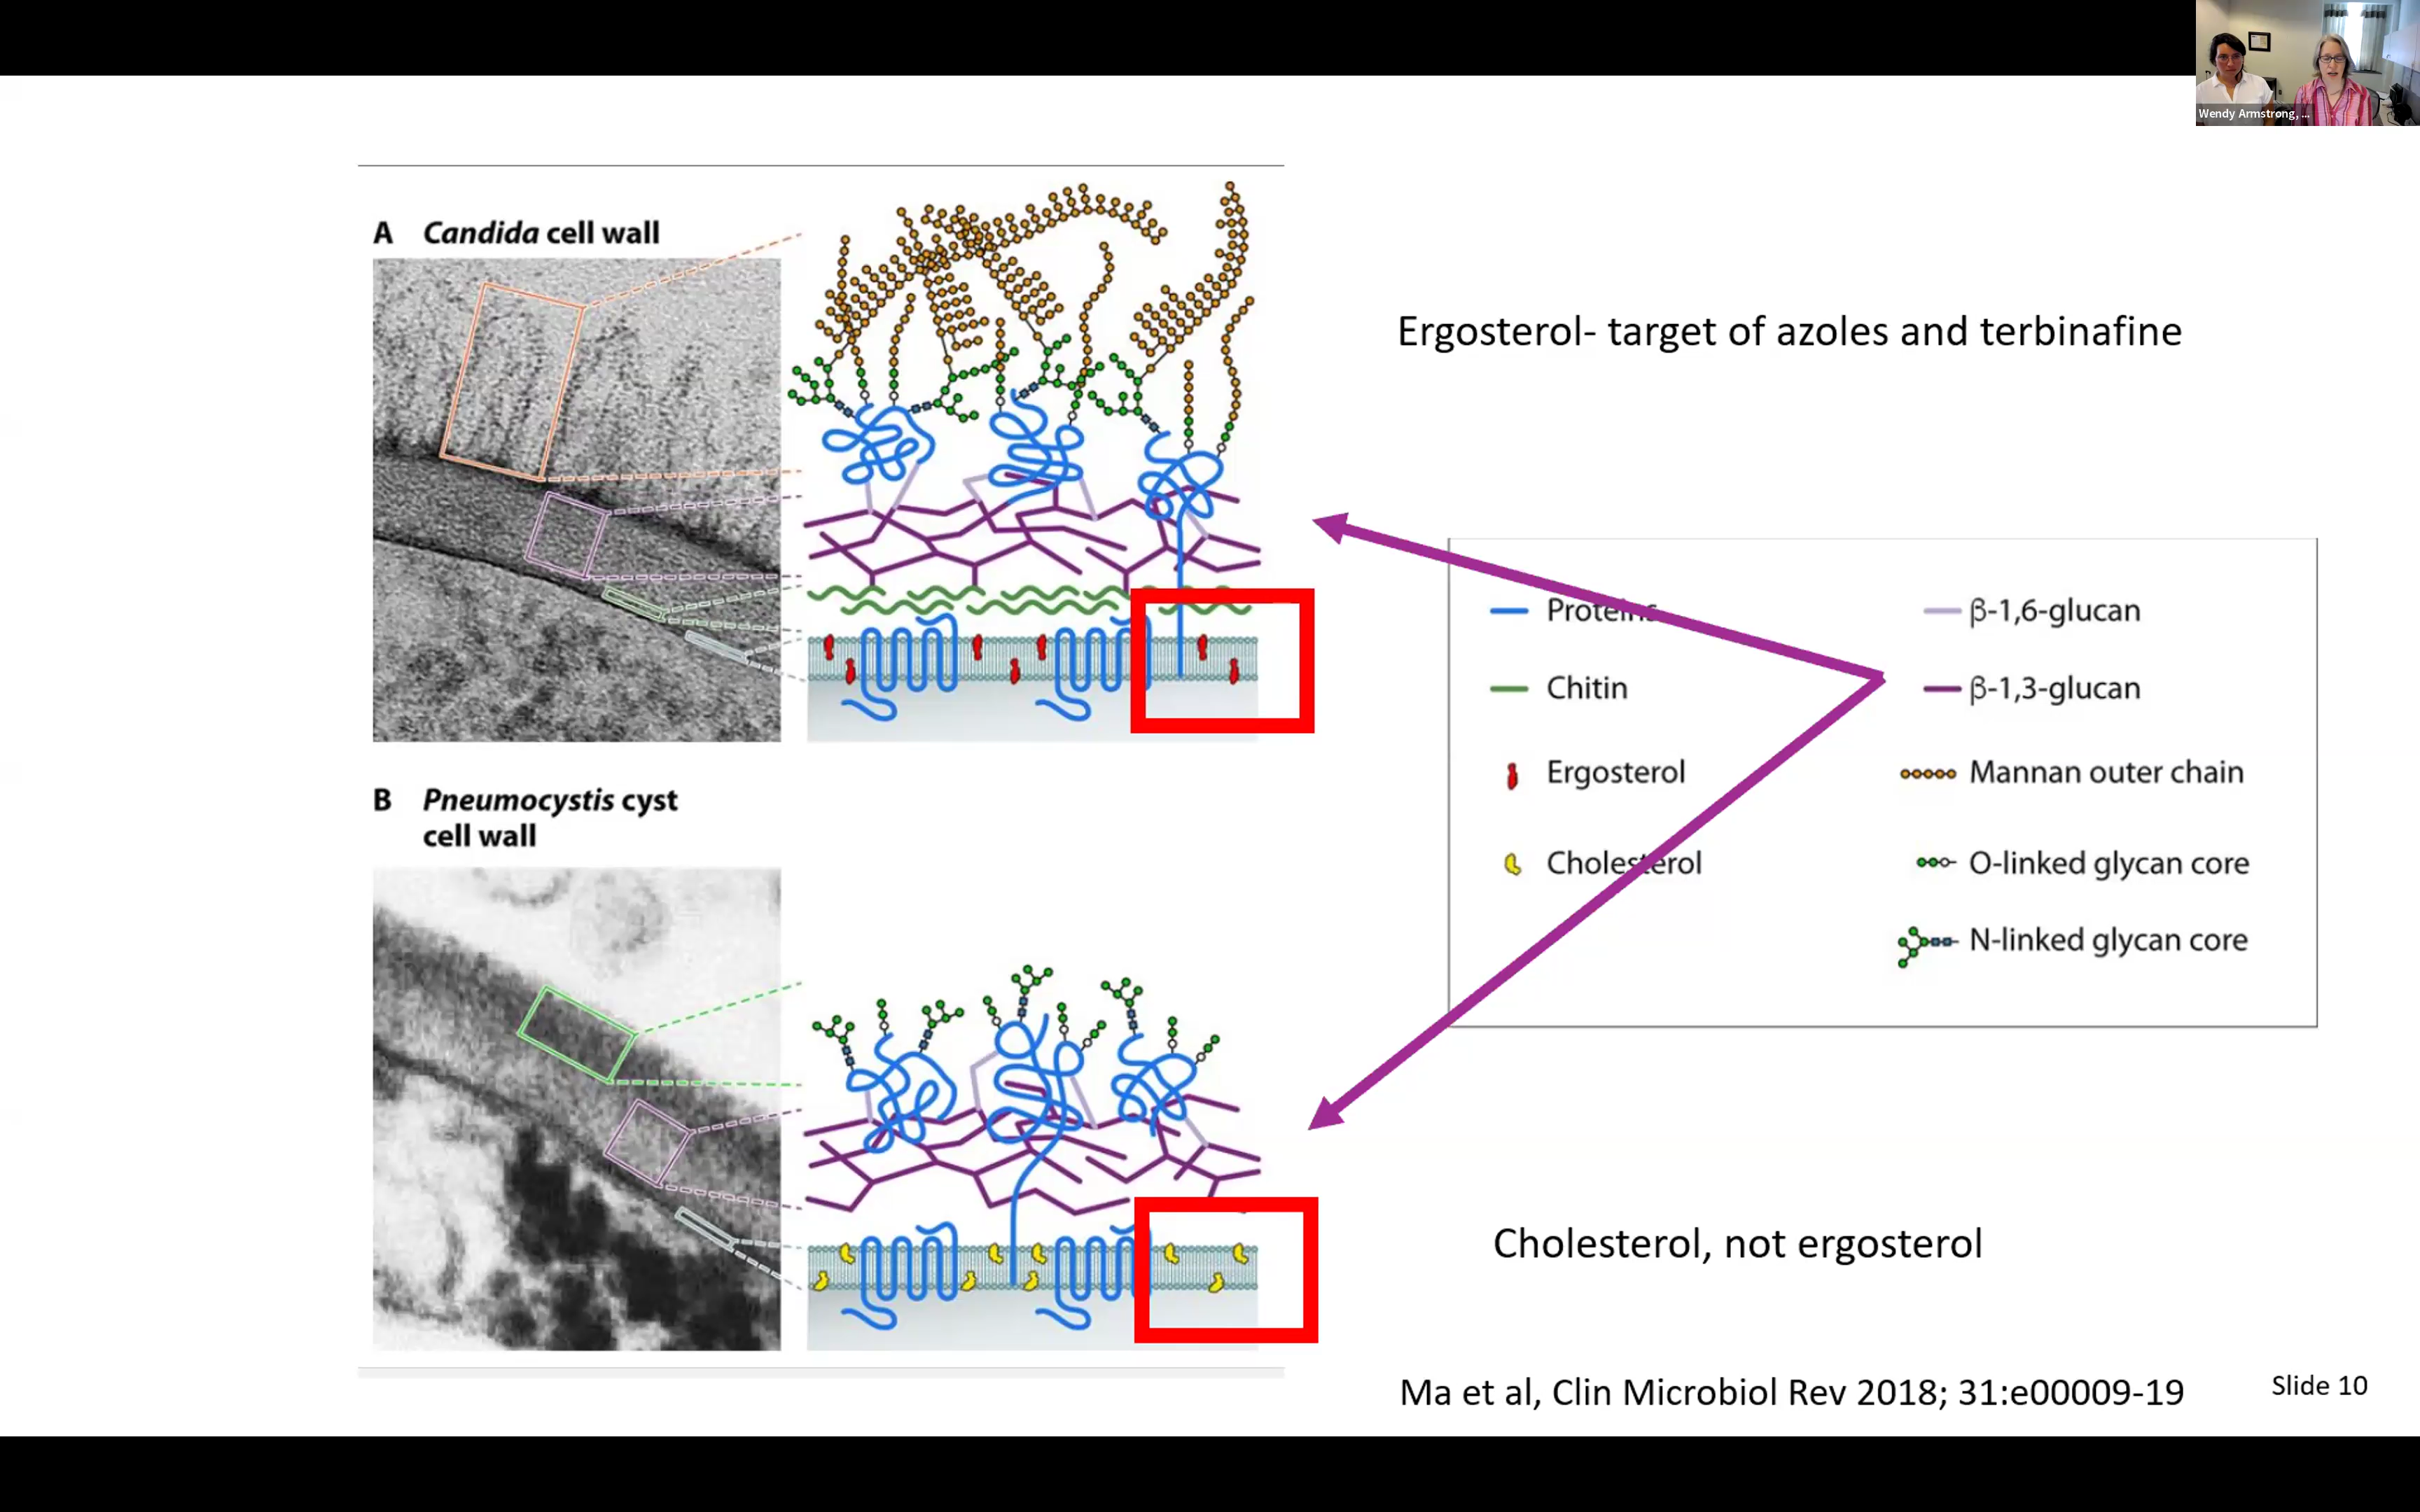 Wendy Armstrong, ...
A Candida cell wall
Ergosterol- target of azoles and terbinafine
Proteins
β-1,6-glucan
Chitin
β-1,3-glucan
Ergosterol
Mannan outer chain
Cholesterol
O-linked glycan core
N-linked glycan core
B Pneumocystis cyst
cell wall
Cholesterol, not ergosterol
Ma et al, Clin Microbiol Rev 2018; 31:e00009-19
Slide 10